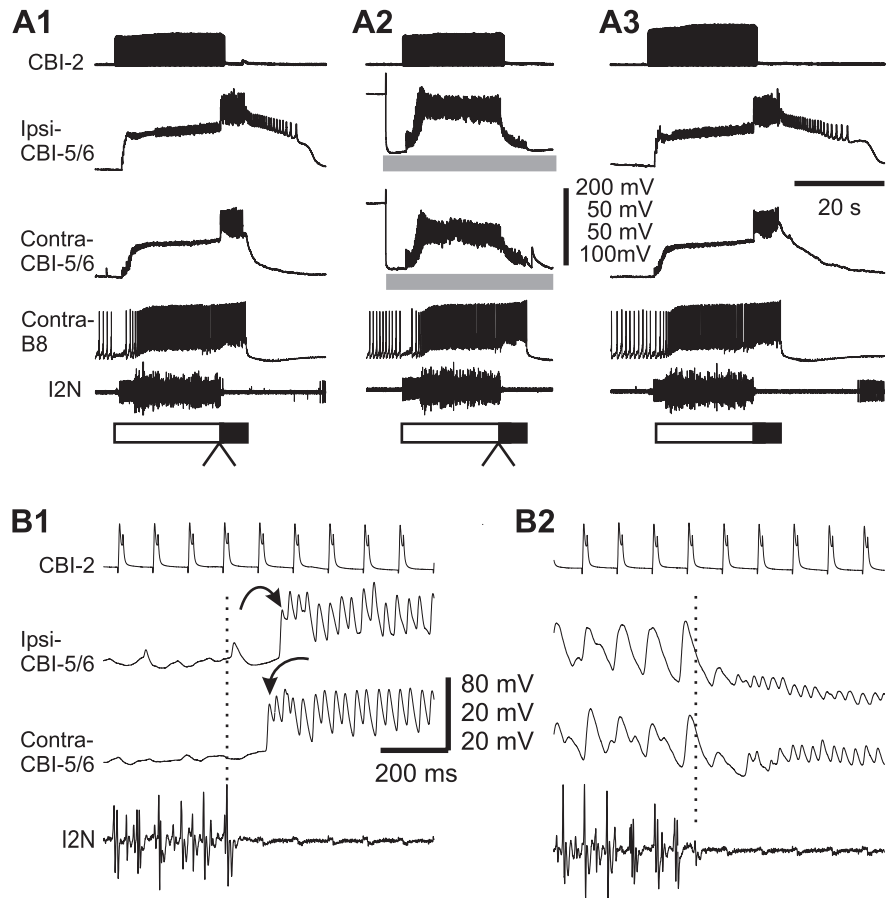 A1
A2
A3
CBI-2
Ipsi-
CBI-5/6
200 mV
50 mV
50 mV
100mV
20 s
Contra-
CBI-5/6
Contra-
B8
I2N
B1
B2
CBI-2
Ipsi-
CBI-5/6
80 mV
20 mV
20 mV
200 ms
Contra-
CBI-5/6
I2N